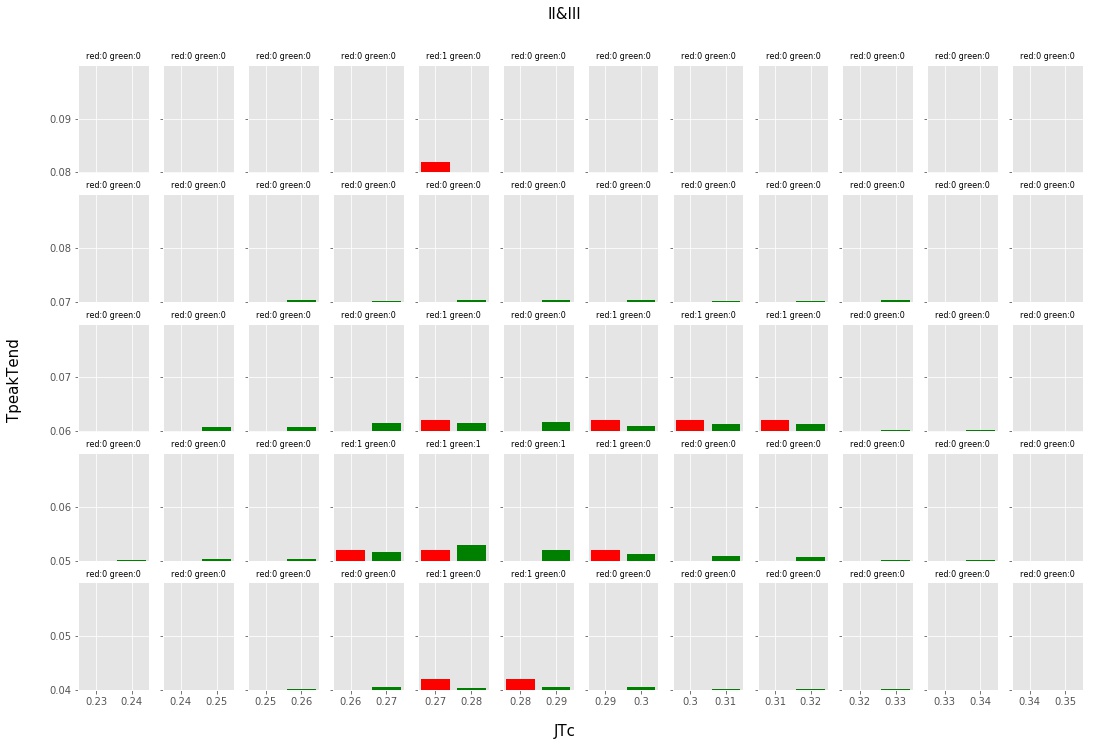 II&III
red:0 green:0 red:0 green:0 red:0 green:0 red:0 green:0 red:1 green:0 red:0 green:0 red:0 green:0 red:0 green:0 red:0 green:0 red:0 green:0 red:0 green:0 red:0 green:0
0.09
0.08
red:0 green:0 red:0 green:0 red:0 green:0 red:0 green:0 red:0 green:0 red:0 green:0 red:0 green:0 red:0 green:0 red:0 green:0 red:0 green:0 red:0 green:0 red:0 green:0
0.08
0.07
red:0 green:0 red:0 green:0 red:0 green:0 red:0 green:0 red:1 green:0 red:0 green:0 red:1 green:0 red:1 green:0 red:1 green:0 red:0 green:0 red:0 green:0 red:0 green:0
TpeakTend
0.07
0.06
red:0 green:0 red:0 green:0 red:0 green:0 red:1 green:0 red:1 green:1 red:0 green:1 red:1 green:0 red:0 green:0 red:0 green:0 red:0 green:0 red:0 green:0 red:0 green:0
0.06
0.05
red:0 green:0 red:0 green:0 red:0 green:0 red:0 green:0 red:1 green:0 red:1 green:0 red:0 green:0 red:0 green:0 red:0 green:0 red:0 green:0 red:0 green:0 red:0 green:0
0.05
0.04
0.23 0.24 0.24 0.25 0.25 0.26 0.26 0.27 0.27 0.28 0.28 0.29 0.29 0.3 0.3 0.31 0.31 0.32 0.32 0.33 0.33 0.34 0.34 0.35
JTc